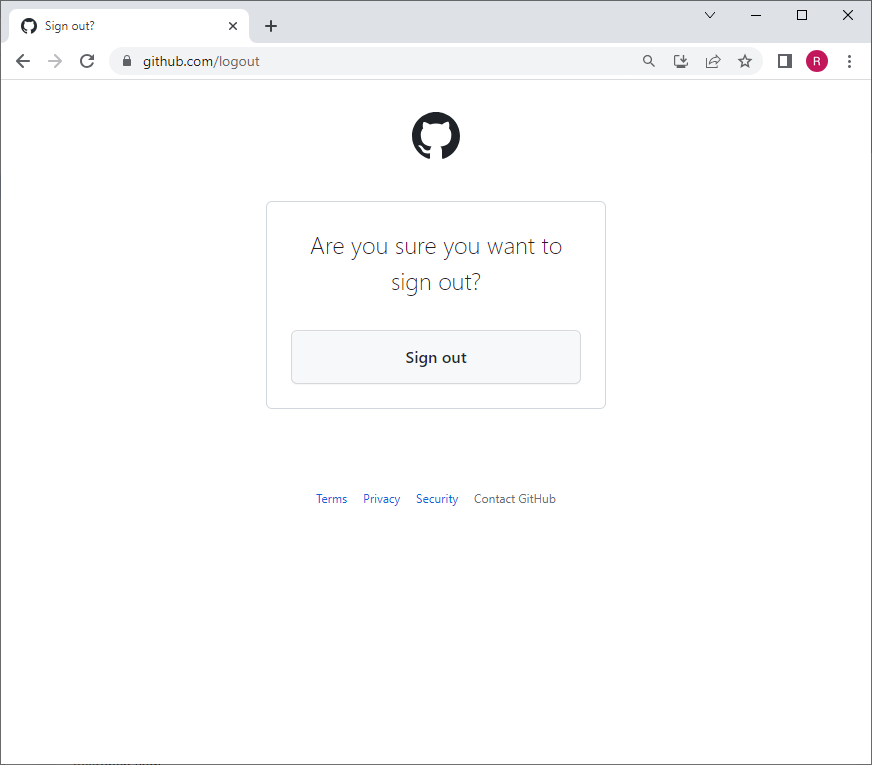 Sign out?
github.com/logout
R
Are you sure you want to
sign out?
Sign out
Terms Privacy Security Contact GitHub